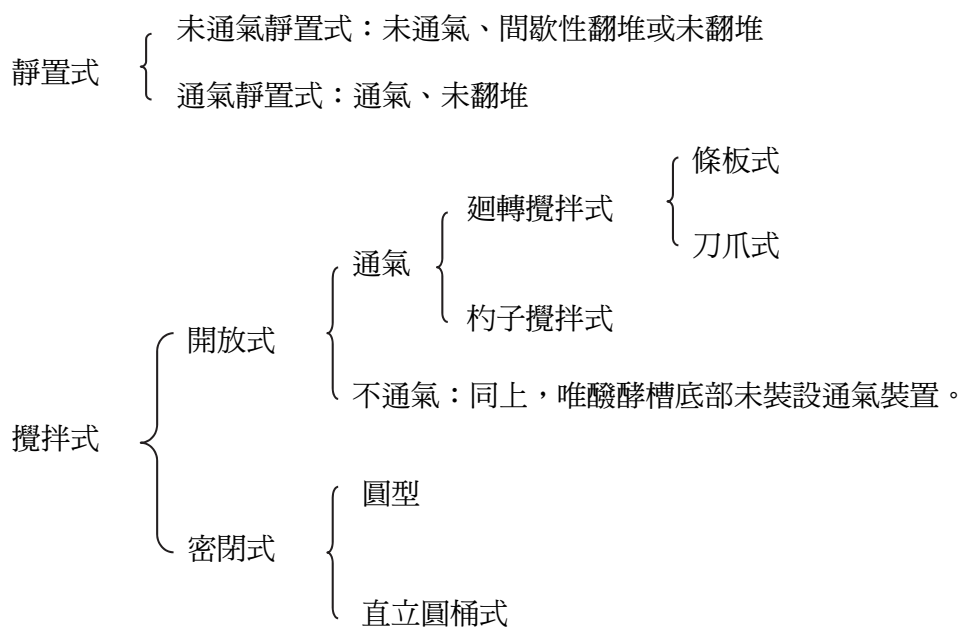 未通氣靜置式：未通氣、間歇性翻堆或未翻堆
靜置式
通氣靜置式：通氣、未翻堆
條板式
廻轉攪拌式
刀爪式
通氣
杓子攪拌式
開放式
不通氣：同上，唯醱酵槽底部未裝設通氣裝置。
攪拌式
圓型
密閉式
直立圓桶式